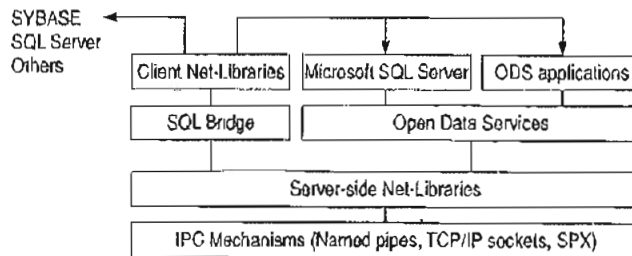 SYBASE
SQL Server
Others
Client Net-Libraries
Microsoft SQL Server
ODS applications
SQL Bridge
Open Data Services
Server-side Net-Libraries
IPC Mechanisms (Named pipes, TCP/IP sockets, SPX)